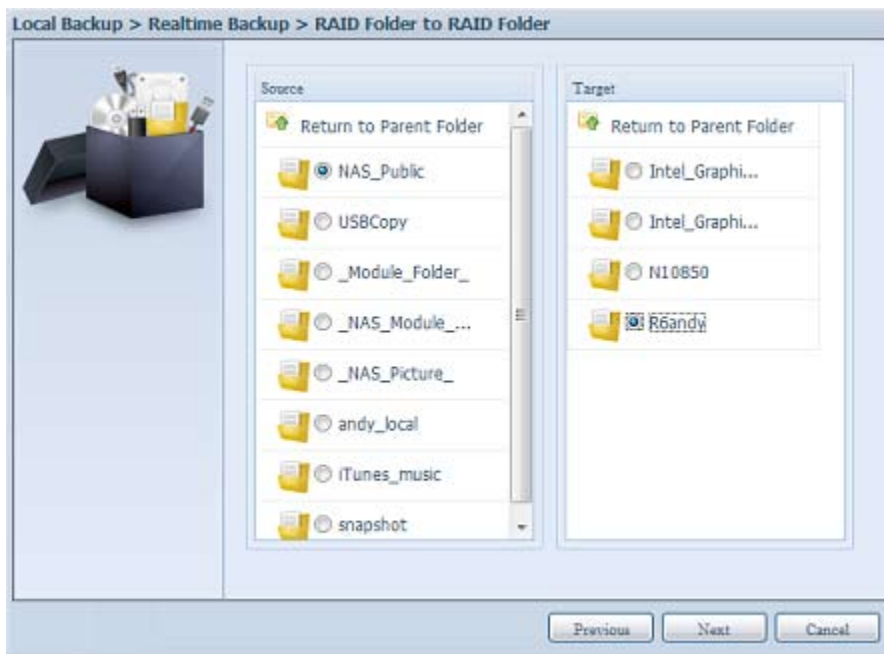 Local Backup > Realtime Backup > RAID Folder to RAID Folder
Source
Return to Parent Folder
NAS_Public
USBCopy
_Module_Folder_
_NAS_Module_...
_NAS_Picture_
andy_local
iTunes_music
snapshot
Target
Return to Parent Folder
Intel_Graphi...
Intel_Graphi...
N10850
R6andy
Previous
Next
Cancel